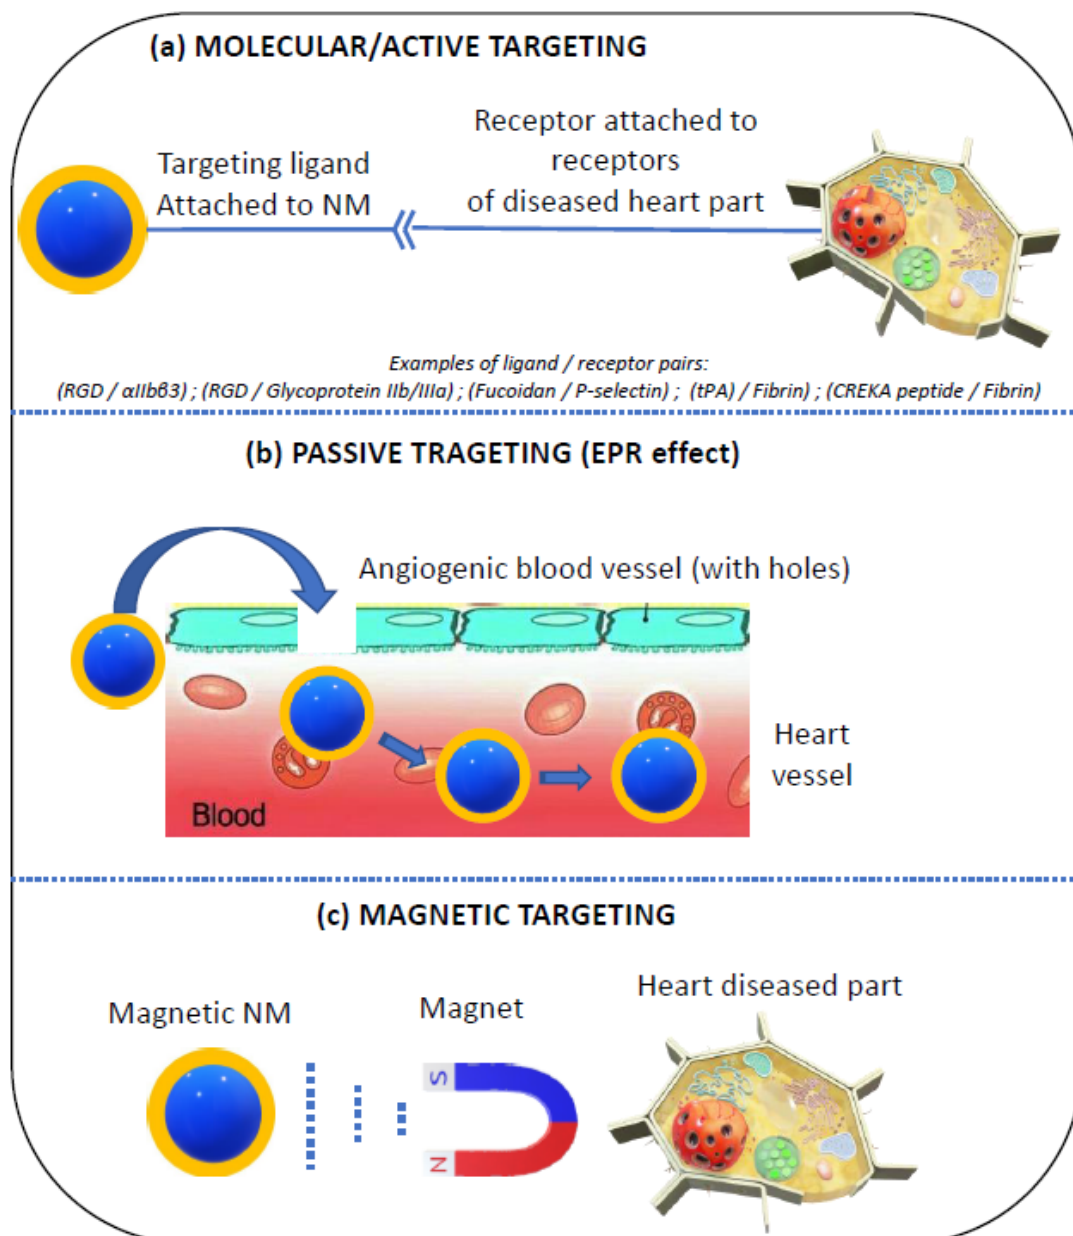 (a) MOLECULAR/ACTIVE TARGETING
Targeting ligand
Attached to NM
Receptor attached to
receptors
of diseased heart part
Examples of ligand / receptor pairs:
(RGD / αIIbβ3) ; (RGD / Glycoprotein IIb/IIIa) ; (Fucoidan / P-selectin) ; (tPA) / Fibrin) ; (CREKA peptide / Fibrin)
(b) PASSIVE TRAGETING (EPR effect)
Angiogenic blood vessel (with holes)
Heart
vessel
Blood
(c) MAGNETIC TARGETING
Magnetic NM
Magnet
Heart diseased part
S
N